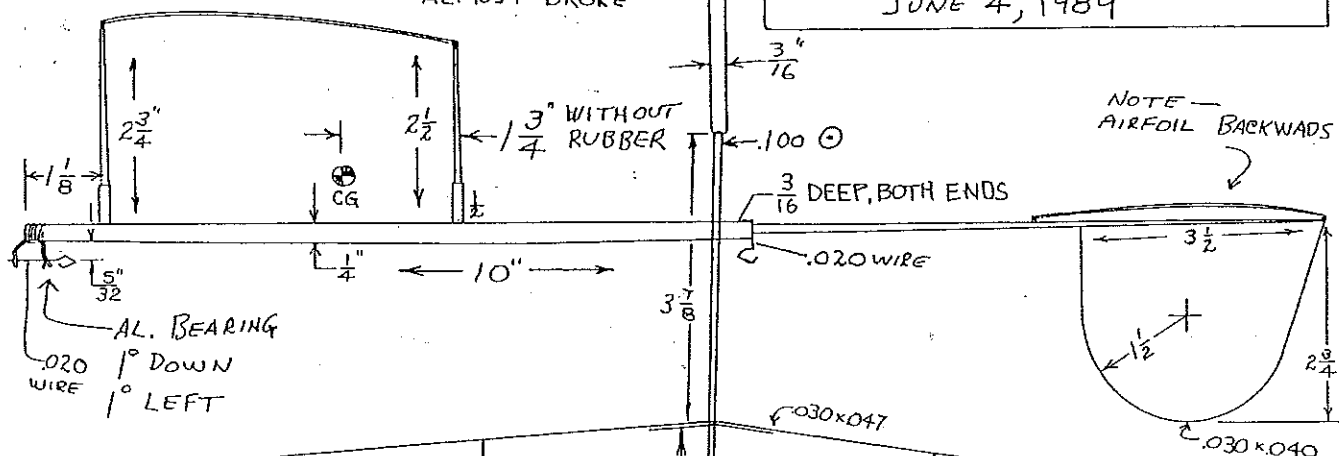 ALMOST BROKE
JUNE 4, 1989
3/16"
NOTE —
AIRFOIL BACKWADS
2 3/4"
2 1/2"
1 3/4" WITHOUT
RUBBER
.100
1 1/8"
CG
1/2
3/16 DEEP, BOTH ENDS
3 1/2
1/4"
10"
.020 WIRE
5/32"
3 7/8
AL. BEARING
1° DOWN
1° LEFT
.020
WIRE
1 1/2
2 3/4
.030 x .047
.030 x .040